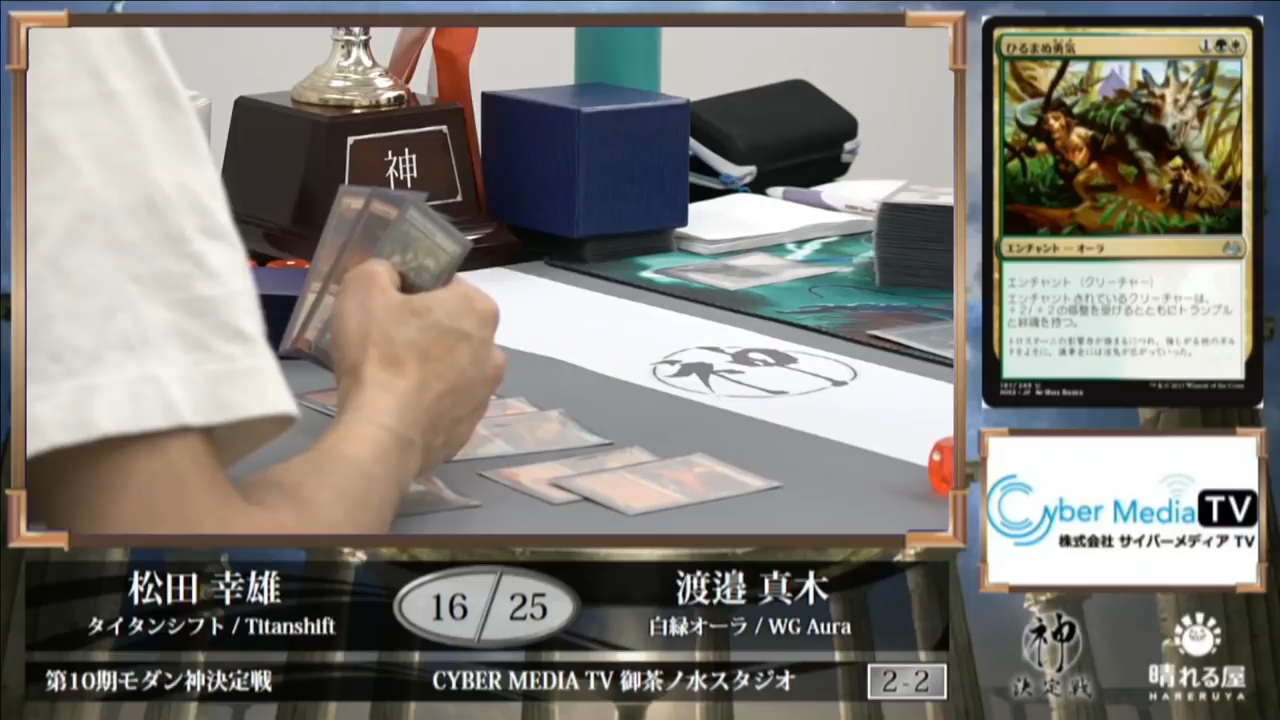 神
ひるまぬ勇気
1
エンチャント ― オーラ
エンチャント（クリーチャー）
エンチャントされているクリーチャーは、
+2/+2の修整を受けるとともにトランプル
と絆魂を持つ。
Cyber Media TV
株式会社 サイバーメディア TV
松田 幸雄
タイタンシフト / Titanshift
16 / 25
渡邉 真木
白緑オーラ / WG Aura
第10期モダン神決定戦
CYBER MEDIA TV 御茶ノ水スタジオ
2-2
神
決定戦
晴れる屋
HARERUYA